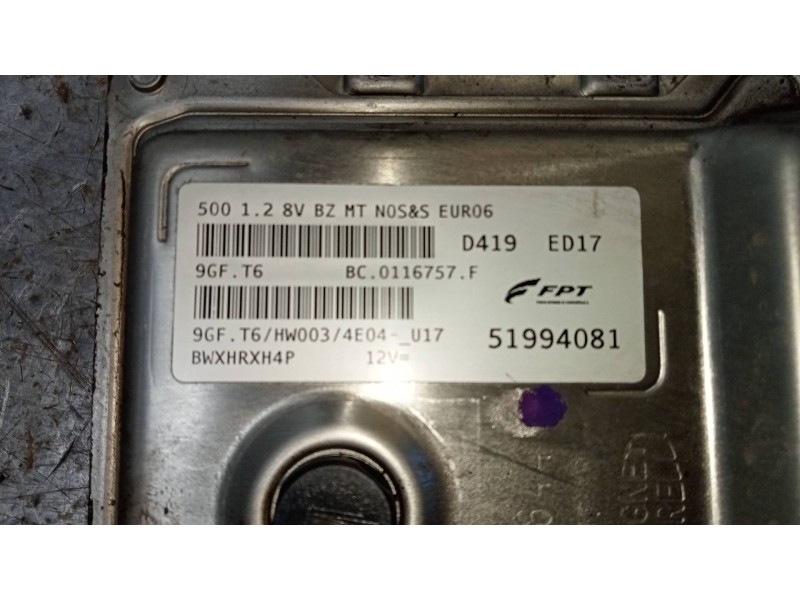 500 1.2 8V BZ MT NOS&S EURO6
D419 ED17
9GF.T6 BC.0116757.F
FPT
9GF.T6/HW003/4E04-_U17 51994081
BWXHRXH4P 12V=